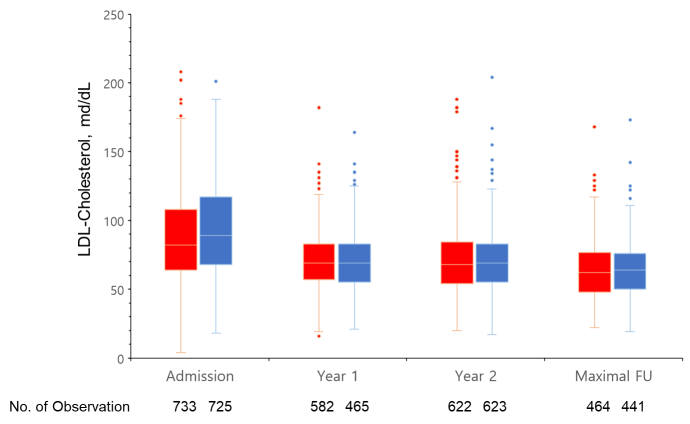 250
200
150
100
50
0
LDL-Cholesterol, md/dL
Admission Year 1 Year 2 Maximal FU
No. of Observation 733 725 582 465 622 623 464 441